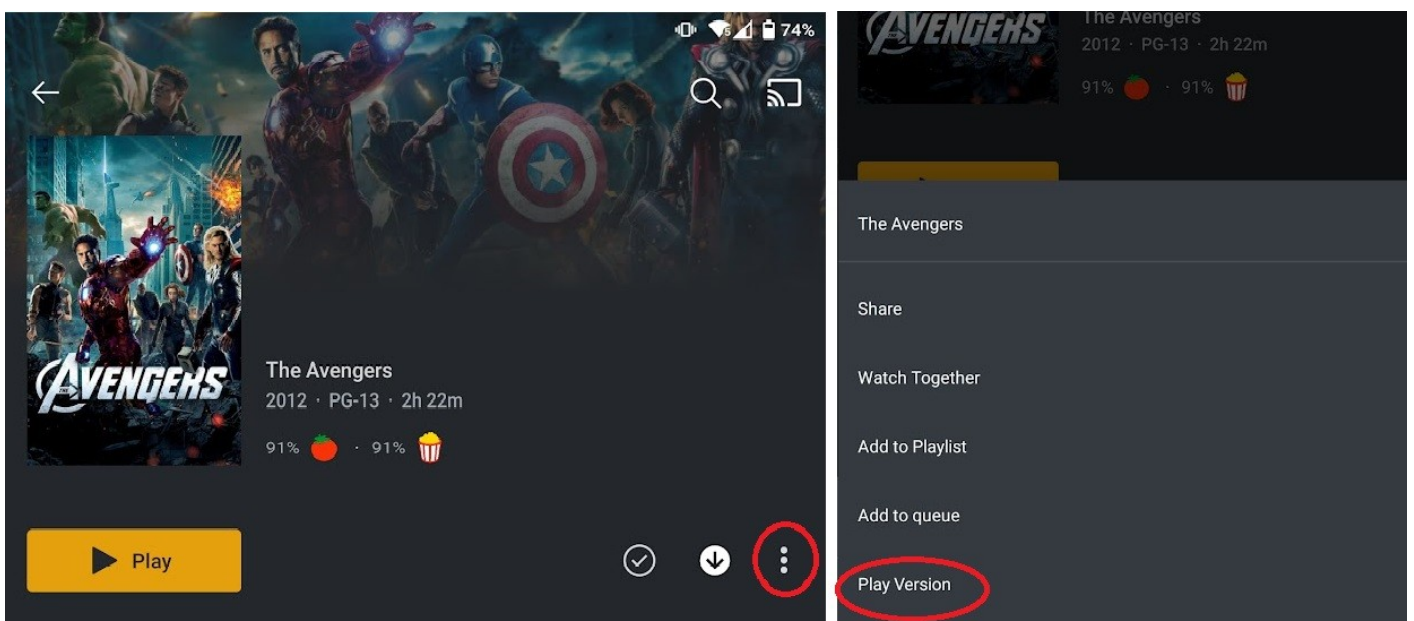 74%
AVENGERS
The Avengers
2012 · PG-13 · 2h 22m
91% · 91%
Play
AVENGERS
The Avengers
2012 · PG-13 · 2h 22m
91% · 91%
The Avengers
Share
Watch Together
Add to Playlist
Add to queue
Play Version